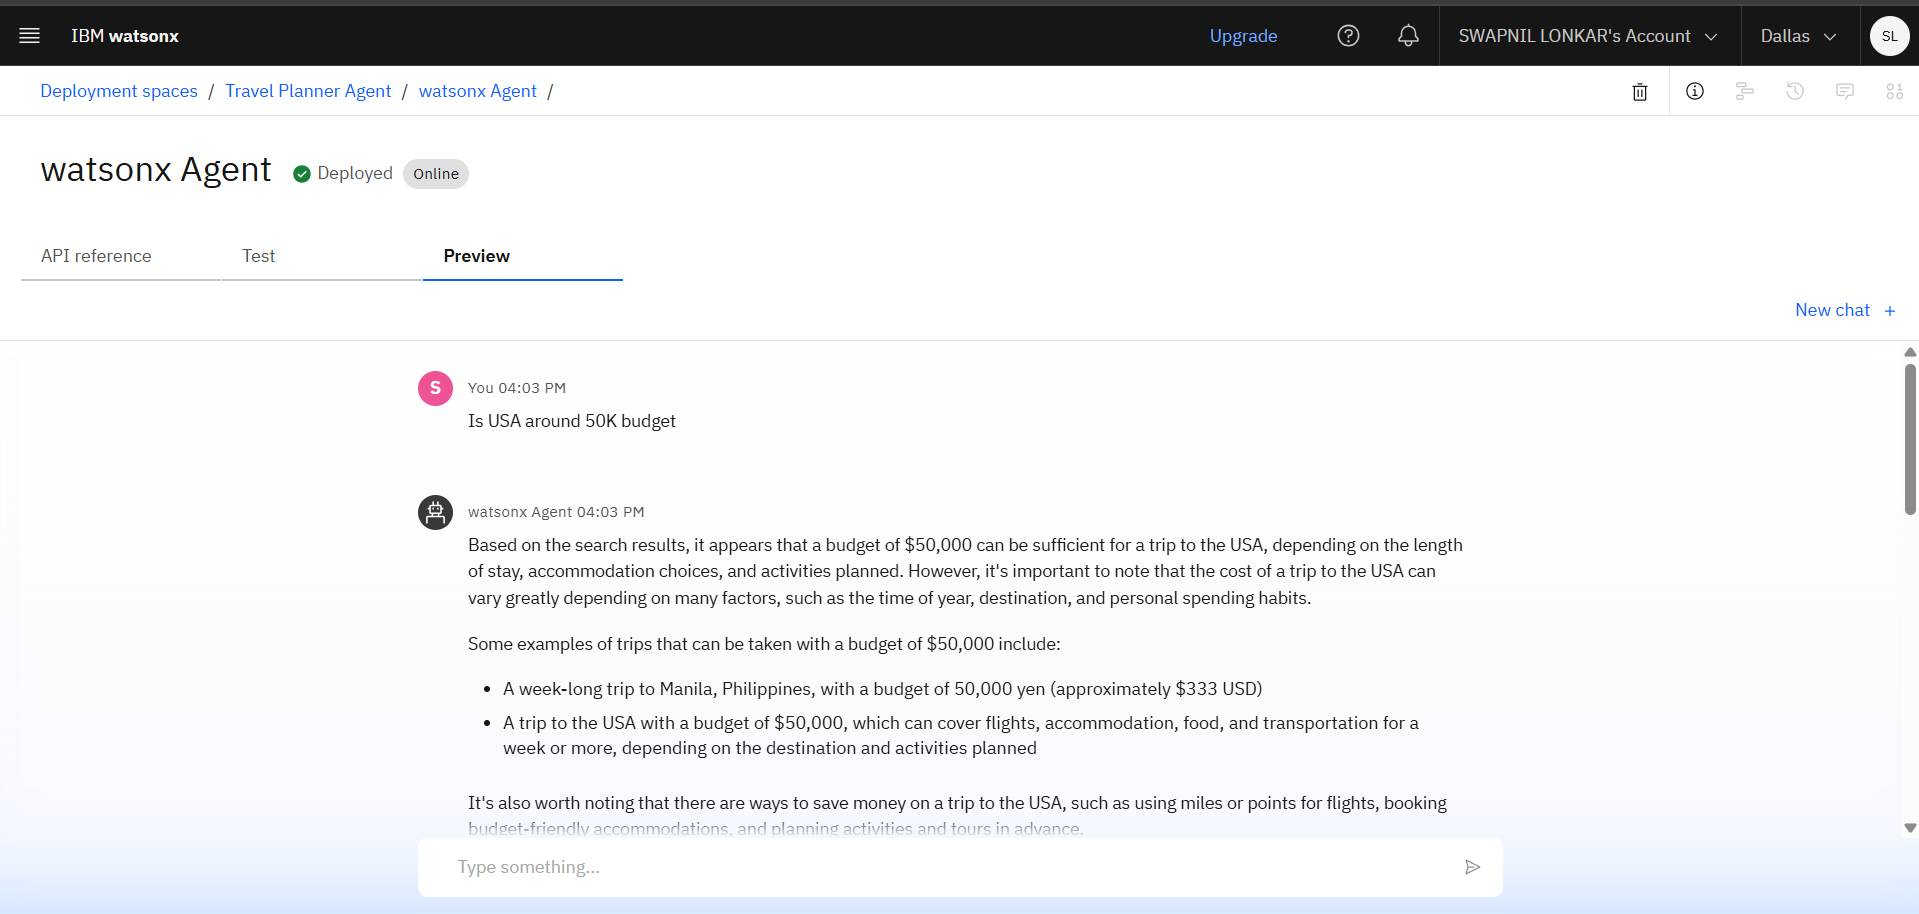 IBM watsonx
Upgrade
SWAPNIL LONKAR's Account
Dallas
SL
Deployment spaces / Travel Planner Agent / watsonx Agent /
watsonx Agent
Deployed
Online
API reference
Test
Preview
New chat +
S
You 04:03 PM
Is USA around 50K budget
watsonx Agent 04:03 PM
Based on the search results, it appears that a budget of $50,000 can be sufficient for a trip to the USA, depending on the length
of stay, accommodation choices, and activities planned. However, it's important to note that the cost of a trip to the USA can
vary greatly depending on many factors, such as the time of year, destination, and personal spending habits.
Some examples of trips that can be taken with a budget of $50,000 include:
• A week-long trip to Manila, Philippines, with a budget of 50,000 yen (approximately $333 USD)
• A trip to the USA with a budget of $50,000, which can cover flights, accommodation, food, and transportation for a
week or more, depending on the destination and activities planned
It's also worth noting that there are ways to save money on a trip to the USA, such as using miles or points for flights, booking
budget-friendly accommodations, and planning activities and tours in advance.
Type something...